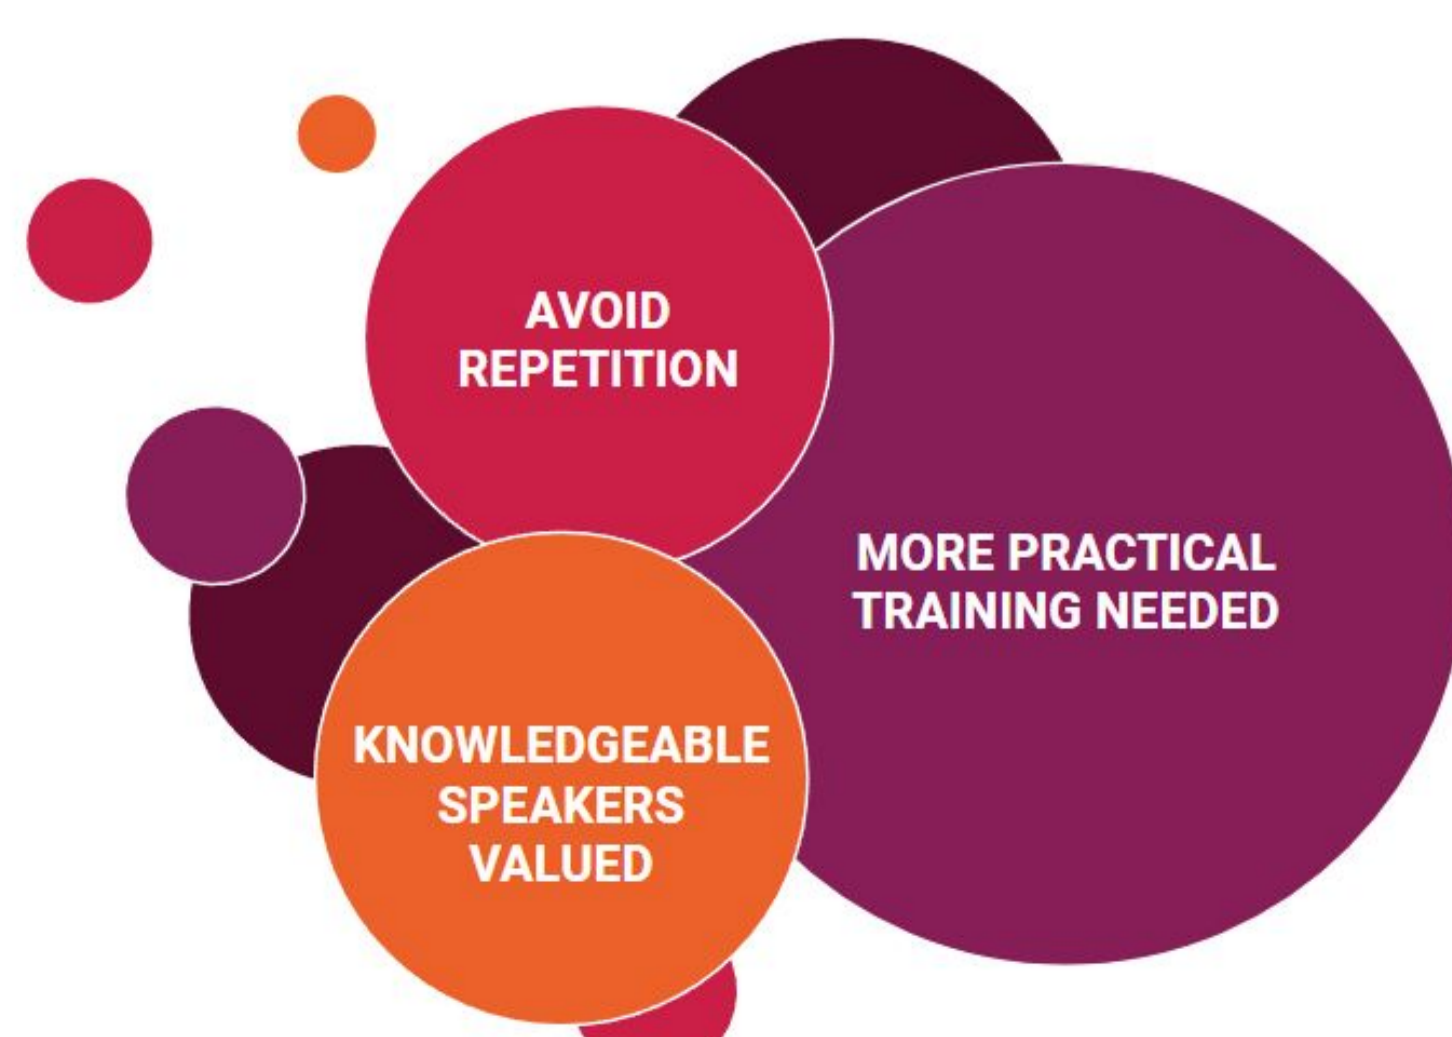 AVOID
REPETITION
MORE PRACTICAL
TRAINING NEEDED
KNOWLEDGEABLE
SPEAKERS
VALUED